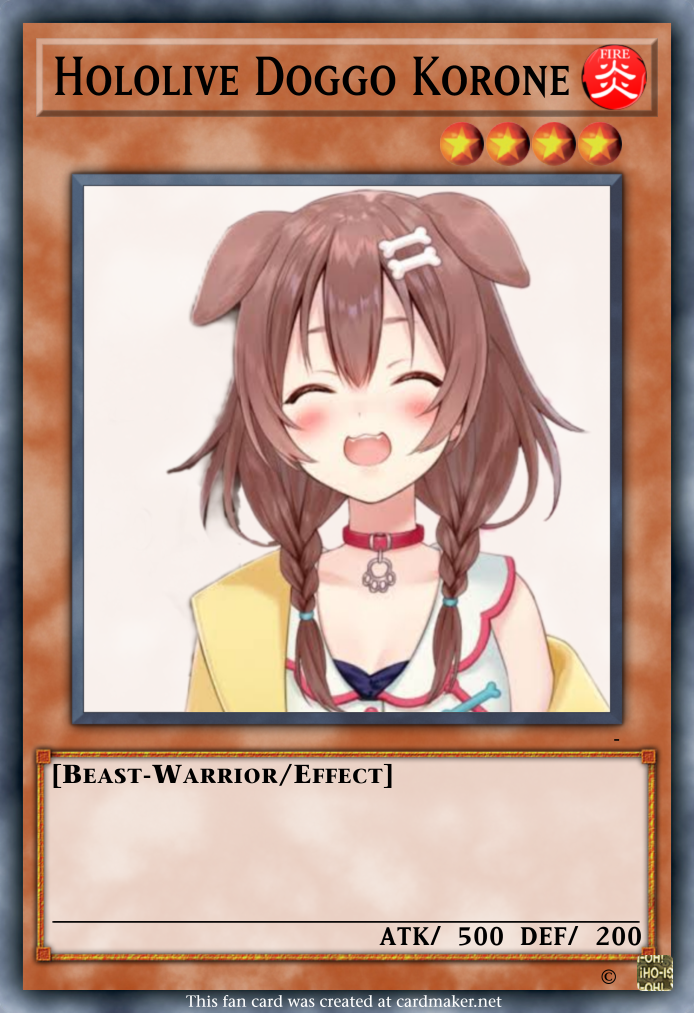 Hololive Doggo Korone
FIRE
炎
-
[Beast-Warrior/Effect]
ATK/ 500 DEF/ 200
©
This fan card was created at cardmaker.net